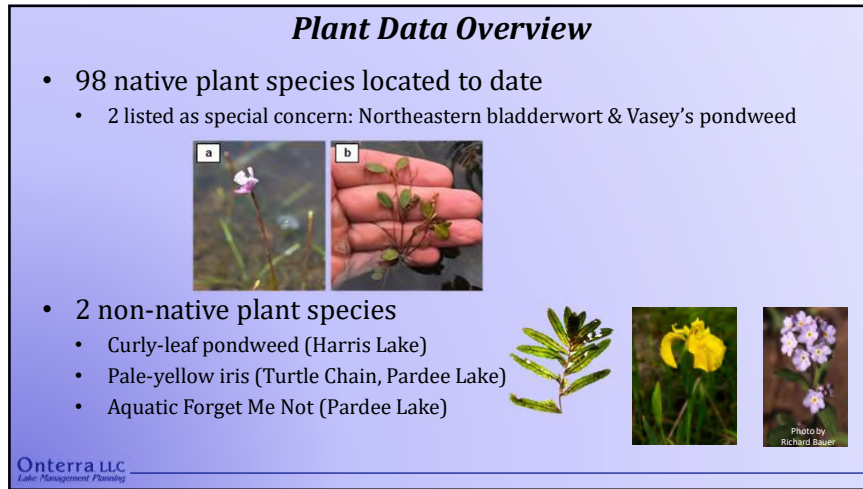 Plant Data Overview
• 98 native plant species located to date
• 2 listed as special concern: Northeastern bladderwort & Vasey's pondweed
a
b
• 2 non-native plant species
• Curly-leaf pondweed (Harris Lake)
• Pale-yellow iris (Turtle Chain, Pardee Lake)
• Aquatic Forget Me Not (Pardee Lake)
Photo by
Richard Bauer
Onterra LLC
Lake Management Planning